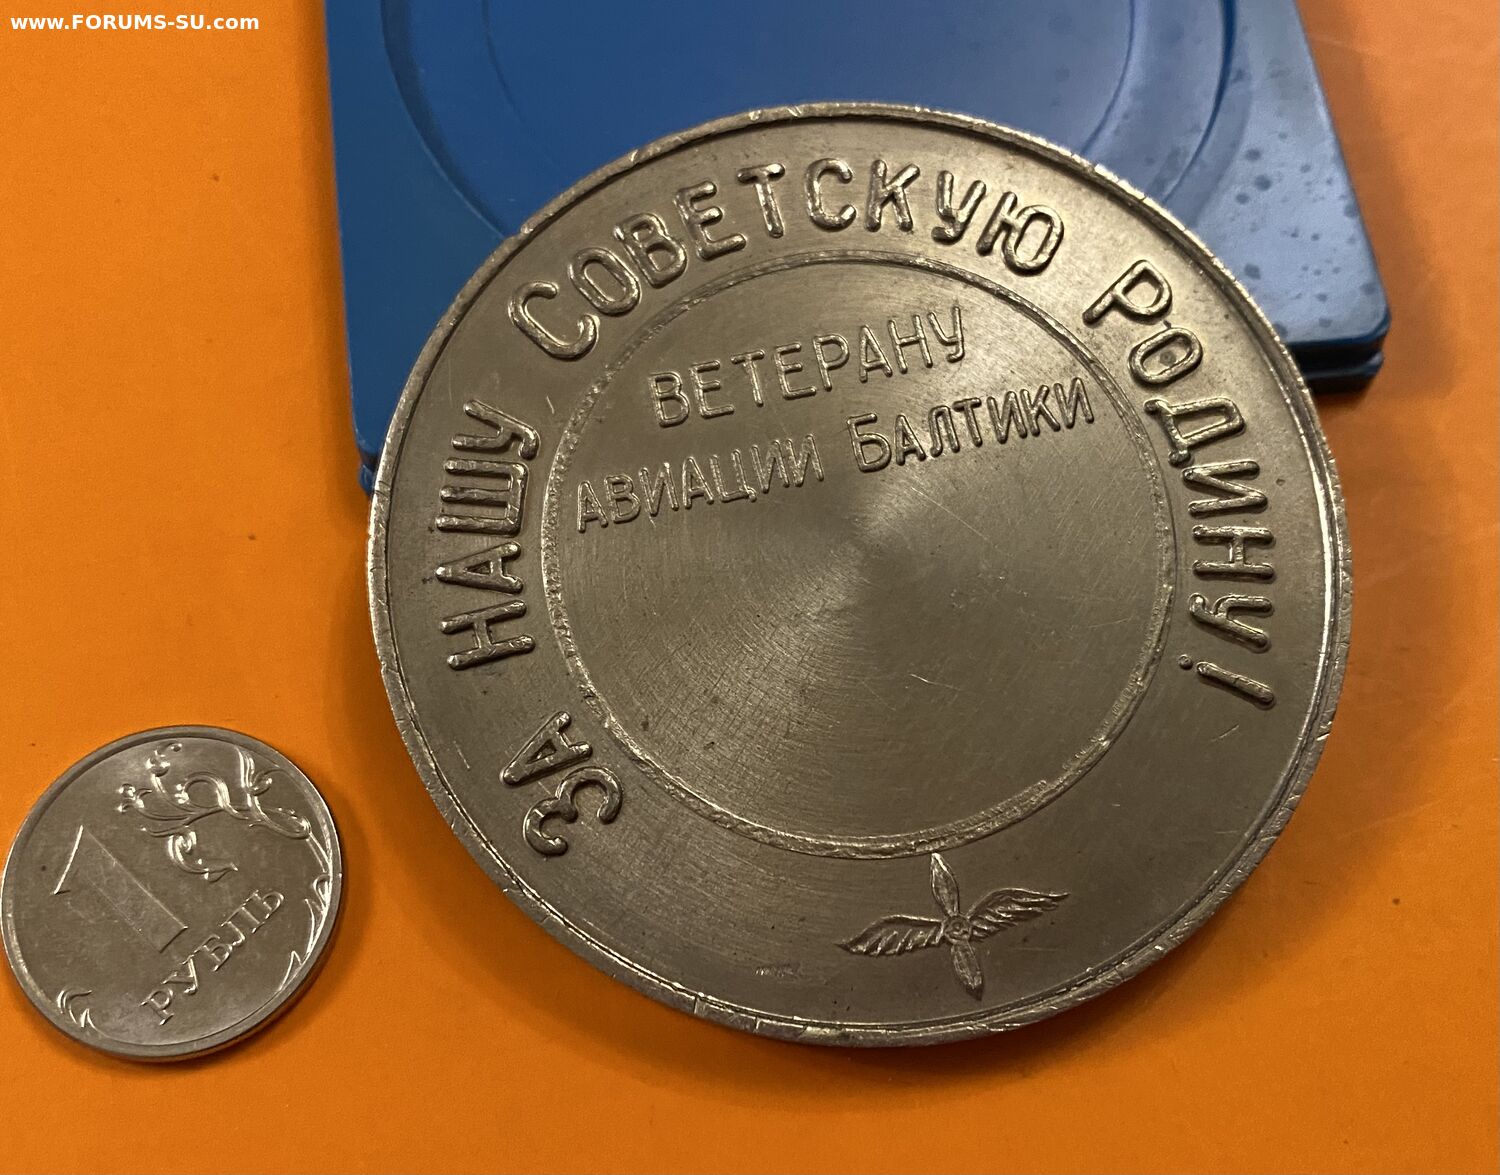 www.FORUMS-SU.com
ЗА НАШУ СОВЕТСКУЮ РОДИНУ!
ВЕТЕРАНУ
АВИАЦИИ БАЛТИКИ
1
РУБЛЬ